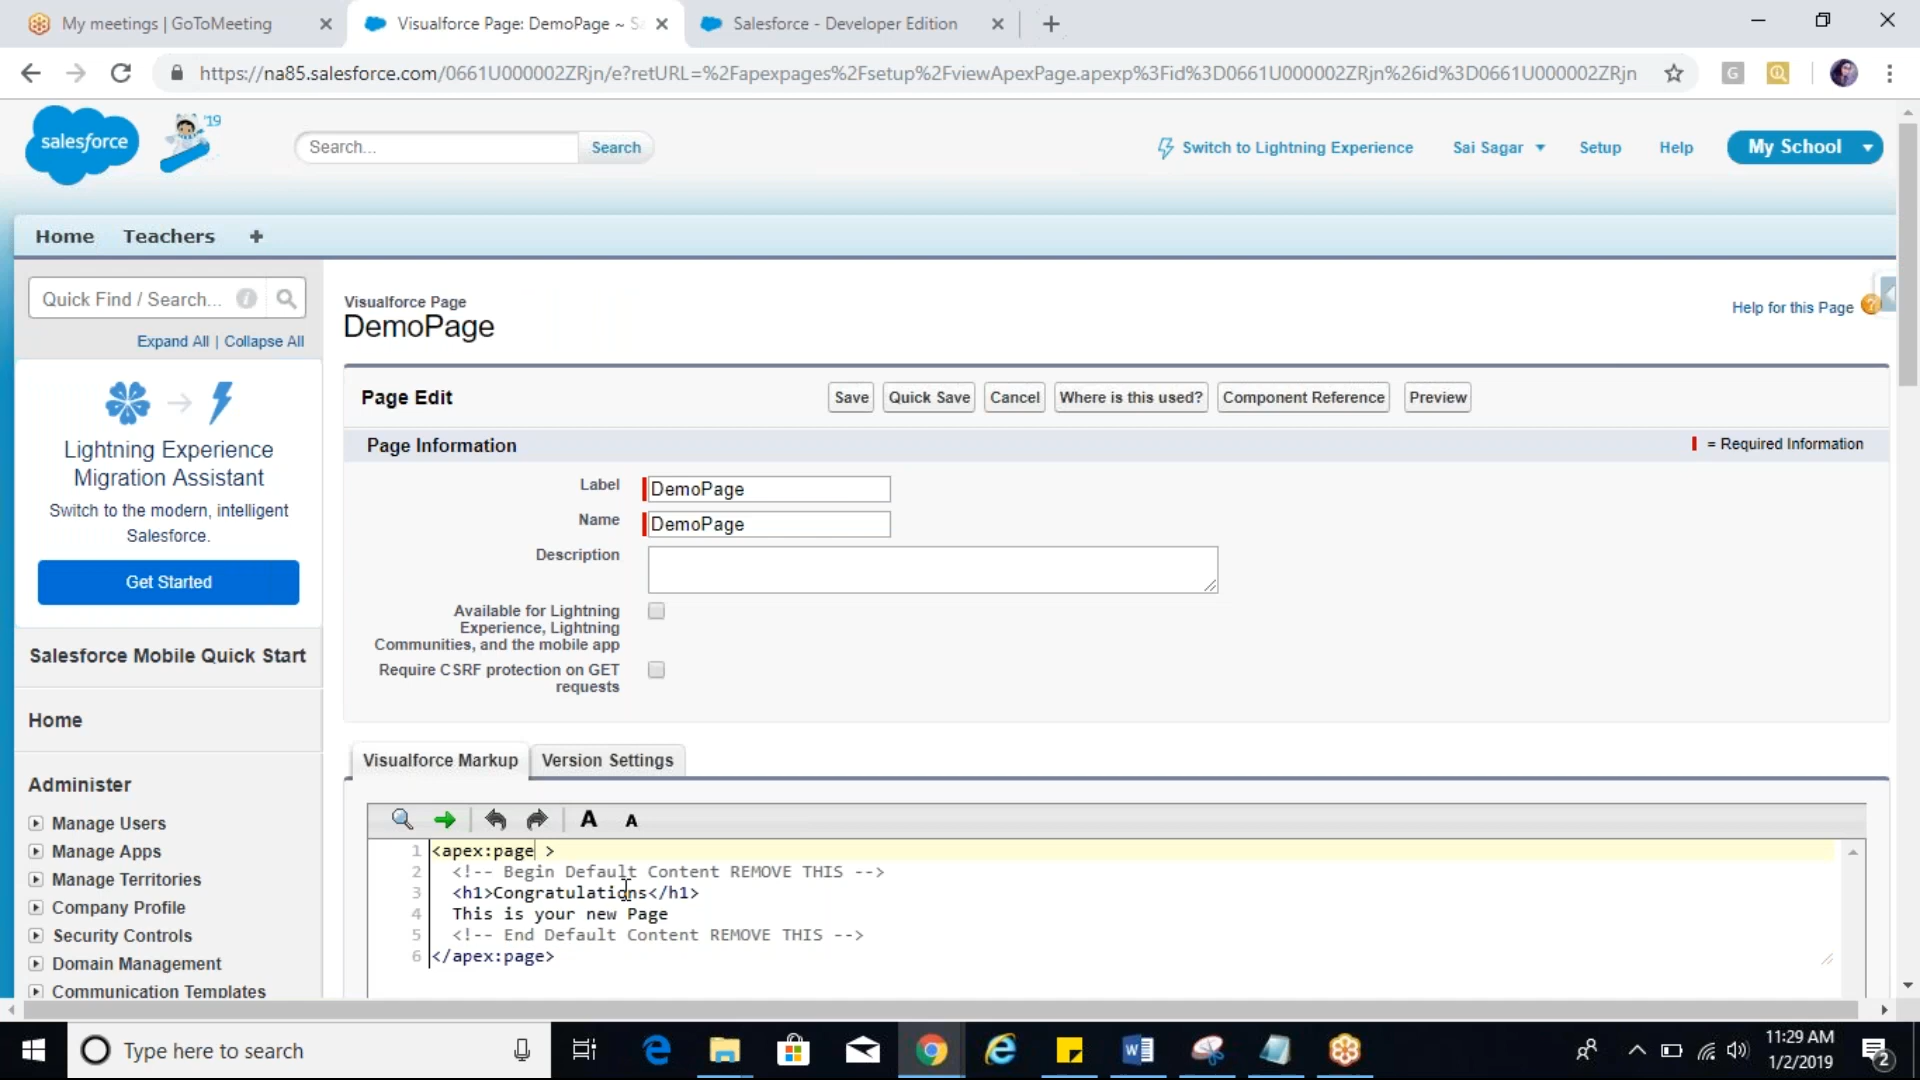 My meetings | GoToMeeting
Visualforce Page: DemoPage ~ S
Salesforce - Developer Edition
https://na85.salesforce.com/0661U000002ZRjn/e?retURL=%2Fapexpages%2Fsetup%2FviewApexPage.apexp%3Fid%3D0661U000002ZRjn%26id%3D0661U000002ZRjn
salesforce
'19
Search...
Search
Switch to Lightning Experience
Sai Sagar
Setup
Help
My School
Home
Teachers
+
Quick Find / Search...
Expand All | Collapse All
Lightning Experience
Migration Assistant
Switch to the modern, intelligent
Salesforce.
Get Started
Salesforce Mobile Quick Start
Home
Administer
Manage Users
Manage Apps
Manage Territories
Company Profile
Security Controls
Domain Management
Communication Templates
Visualforce Page
DemoPage
Help for this Page
Page Edit
Save
Quick Save
Cancel
Where is this used?
Component Reference
Preview
Page Information
= Required Information
Label
DemoPage
Name
DemoPage
Description
Available for Lightning
Experience, Lightning
Communities, and the mobile app
Require CSRF protection on GET
requests
Visualforce Markup
Version Settings
A
A
1 <apex:page >
2 <!-- Begin Default Content REMOVE THIS -->
3 <h1>Congratulations</h1>
4 This is your new Page
5 <!-- End Default Content REMOVE THIS -->
6 </apex:page>
Type here to search
11:29 AM
1/2/2019
2